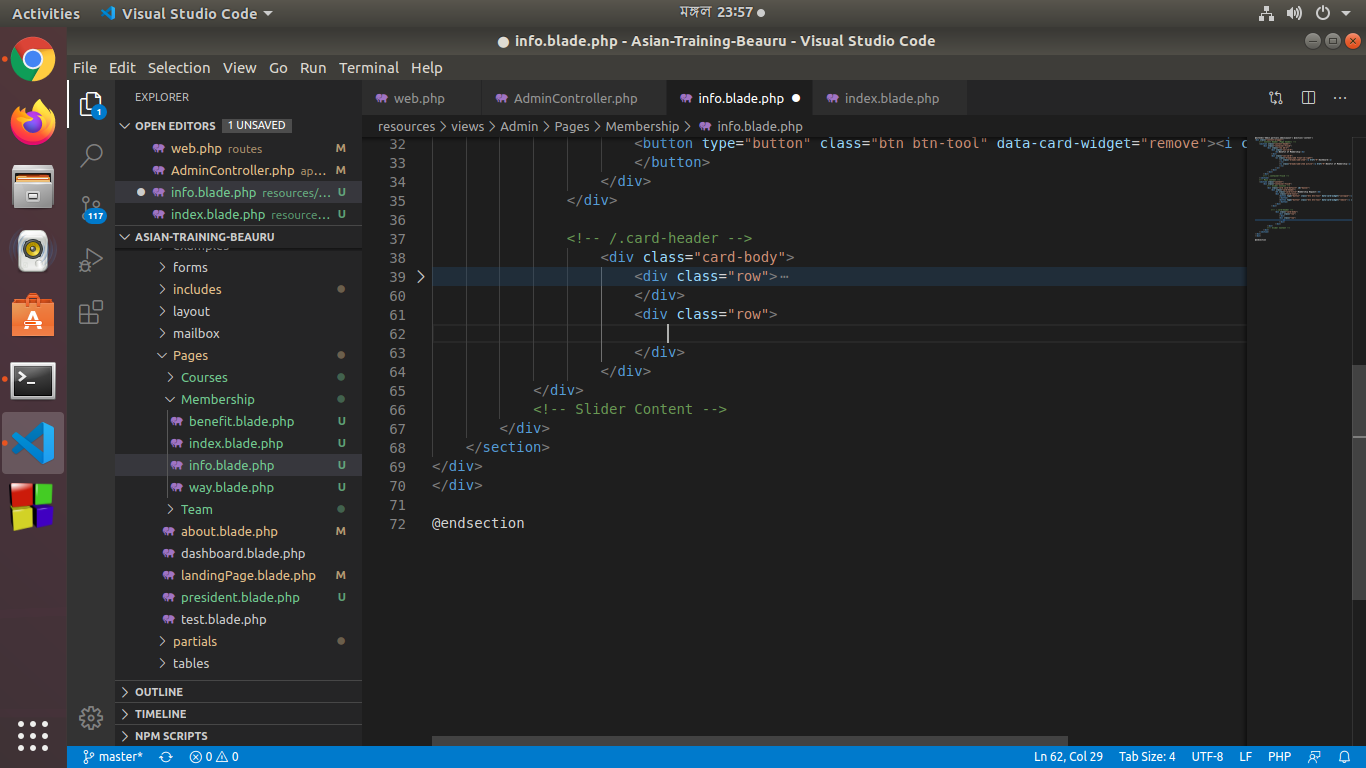 Activities Visual Studio Code মঙ্গল 23:57
info.blade.php - Asian-Training-Beauru - Visual Studio Code
File Edit Selection View Go Run Terminal Help
EXPLORER
1
OPEN EDITORS 1 UNSAVED
web.php routes M
AdminController.php ap... M
info.blade.php resources/... U
index.blade.php resource... U
117
ASIAN-TRAINING-BEAURU
examples
forms
includes
layout
mailbox
Pages
Courses
Membership
benefit.blade.php U
index.blade.php U
info.blade.php U
way.blade.php U
Team
about.blade.php M
dashboard.blade.php
landingPage.blade.php M
president.blade.php U
test.blade.php
partials
tables
OUTLINE
TIMELINE
NPM SCRIPTS
web.php AdminController.php info.blade.php index.blade.php
resources > views > Admin > Pages > Membership > info.blade.php
32 <button type="button" class="btn btn-tool" data-card-widget="remove"><i c
33 </button>
34 </div>
35 </div>
36
37 <!-- /.card-header -->
38 <div class="card-body">
39 <div class="row">⋯
60 </div>
61 <div class="row">
62
63 </div>
64 </div>
65 </div>
66 <!-- Slider Content -->
67 </div>
68 </section>
69 </div>
70 </div>
71
72 @endsection
master* 0 0 Ln 62, Col 29 Tab Size: 4 UTF-8 LF PHP